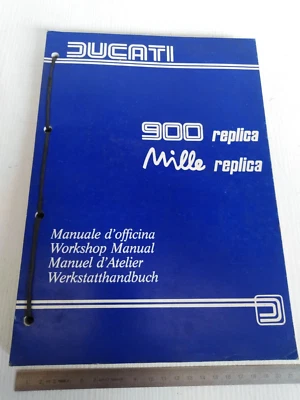 DUCATI
900 replica
Mille replica
Manuale d'officina
Workshop Manual
Manuel d'Atelier
Werkstatthandbuch